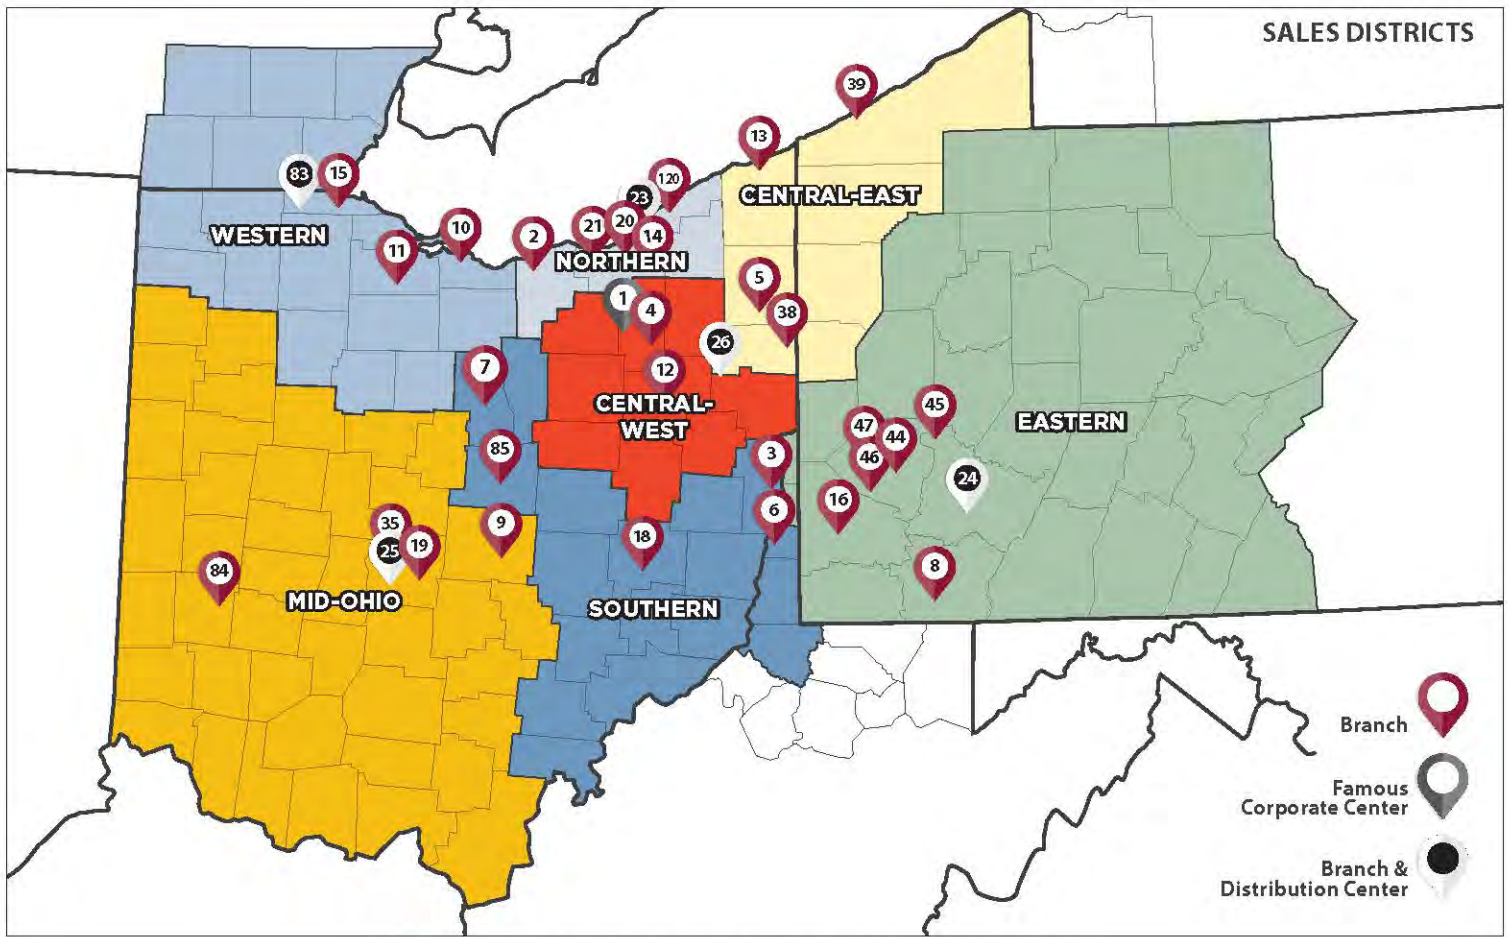 SALES DISTRICTS
39
13
83
15
120
23
CENTRAL-EAST
WESTERN
10
21
20
2
14
11
NORTHERN
5
1
4
38
26
7
12
CENTRAL-
WEST
45
EASTERN
47
44
85
3
46
24
16
35
9
6
25
19
18
84
8
MID-OHIO
SOUTHERN
Branch
Famous
Corporate Center
Branch &
Distribution Center